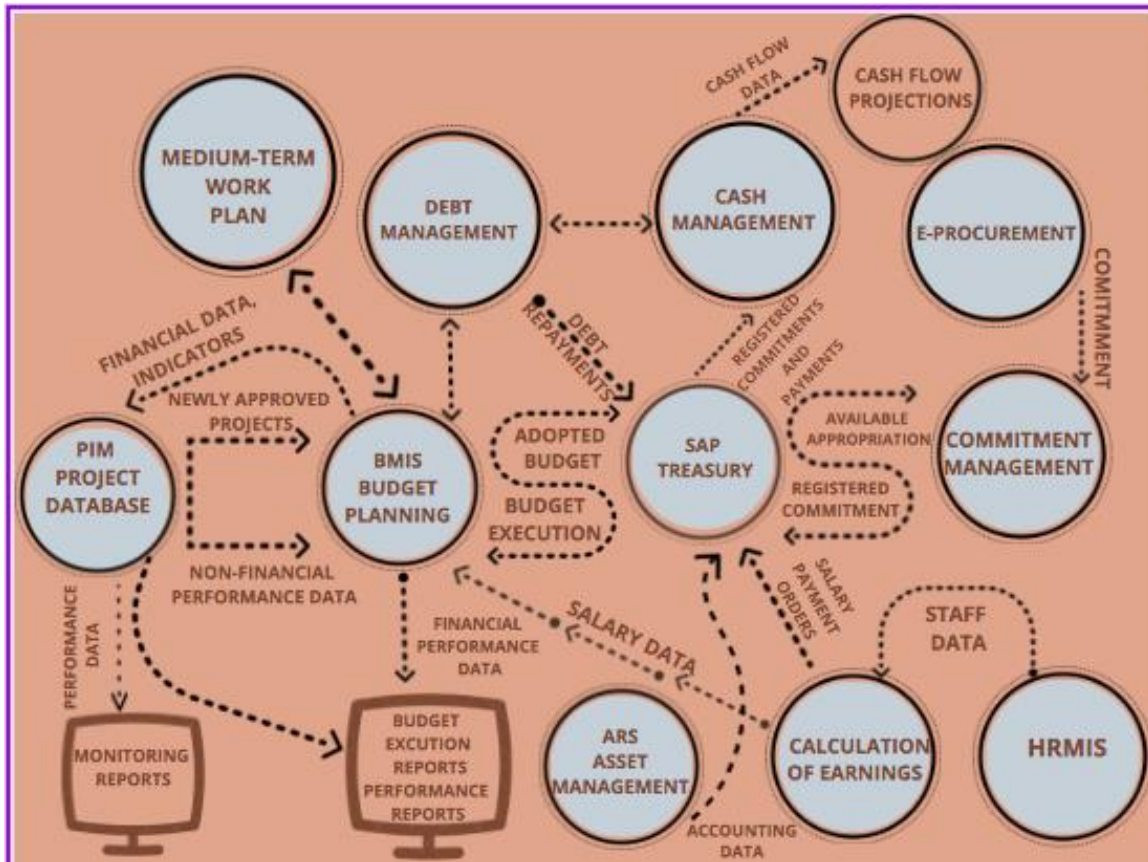 CASH FLOW
DATA
CASH FLOW
PROJECTIONS
MEDIUM-TERM
WORK
PLAN
DEBT
MANAGEMENT
CASH
MANAGEMENT
E-PROCUREMENT
COMITMMENT
FINANCIAL DATA,
INDICATORS
DEBT
REPAYMENTS
REGISTERED
COMMITMENTS
AND
PAYMENTS
NEWLY APPROVED
PROJECTS
PIM
PROJECT
DATABASE
BMIS
BUDGET
PLANNING
ADOPTED
BUDGET
BUDGET
EXECUTION
SAP
TREASURY
AVAILABLE
APPROPRIATION
REGISTERED
COMMITMENT
COMMITMENT
MANAGEMENT
NON-FINANCIAL
PERFORMANCE DATA
PERFORMANCE
DATA
FINANCIAL
PERFORMANCE
DATA
SALARY DATA
SALARY
PAYMENT
ORDERS
STAFF
DATA
MONITORING
REPORTS
BUDGET
EXCUTION
REPORTS
PERFORMANCE
REPORTS
ARS
ASSET
MANAGEMENT
CALCULATION
OF EARNINGS
HRMIS
ACCOUNTING
DATA